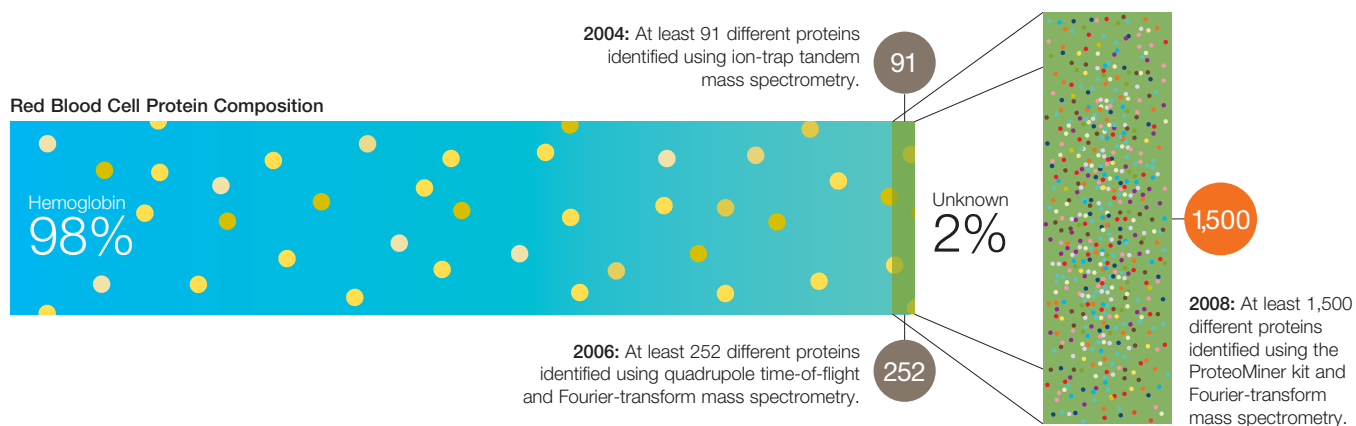 2004: At least 91 different proteins
identified using ion-trap tandem
mass spectrometry.
91
Red Blood Cell Protein Composition
Hemoglobin
98%
Unknown
2%
2006: At least 252 different proteins
identified using quadrupole time-of-flight
and Fourier-transform mass spectrometry.
252
1,500
2008: At least 1,500
different proteins
identified using the
ProteoMiner kit and
Fourier-transform
mass spectrometry.